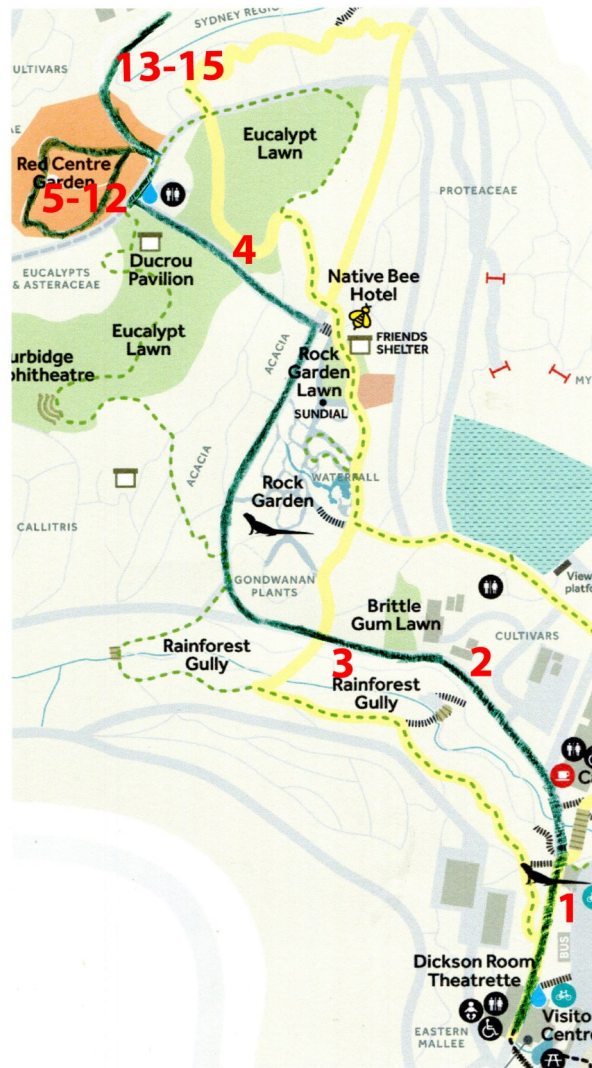 SYDNEY REGIO
13-15
ULTIVARS
Eucalypt
Lawn
Red Centre
Garden
5-12
PROTEACEAE
4
EUCALYPTS
& ASTERACEAE
Ducrou
Pavilion
Native Bee
Hotel
FRIENDS
SHELTER
Eucalypt
Lawn
ACACIA
Rock
Garden
Lawn
SUNDIAL
urbidge
phitheatre
MY
ACACIA
WATERFALL
Rock
Garden
CALLITRIS
GONDWANAN
PLANTS
View
platfo
Brittle
Gum Lawn
CULTIVARS
Rainforest
Gully
3
2
Rainforest
Gully
Ca
1
BUS
Dickson Room
Theatrette
Visito
Centre
EASTERN
MALLEE